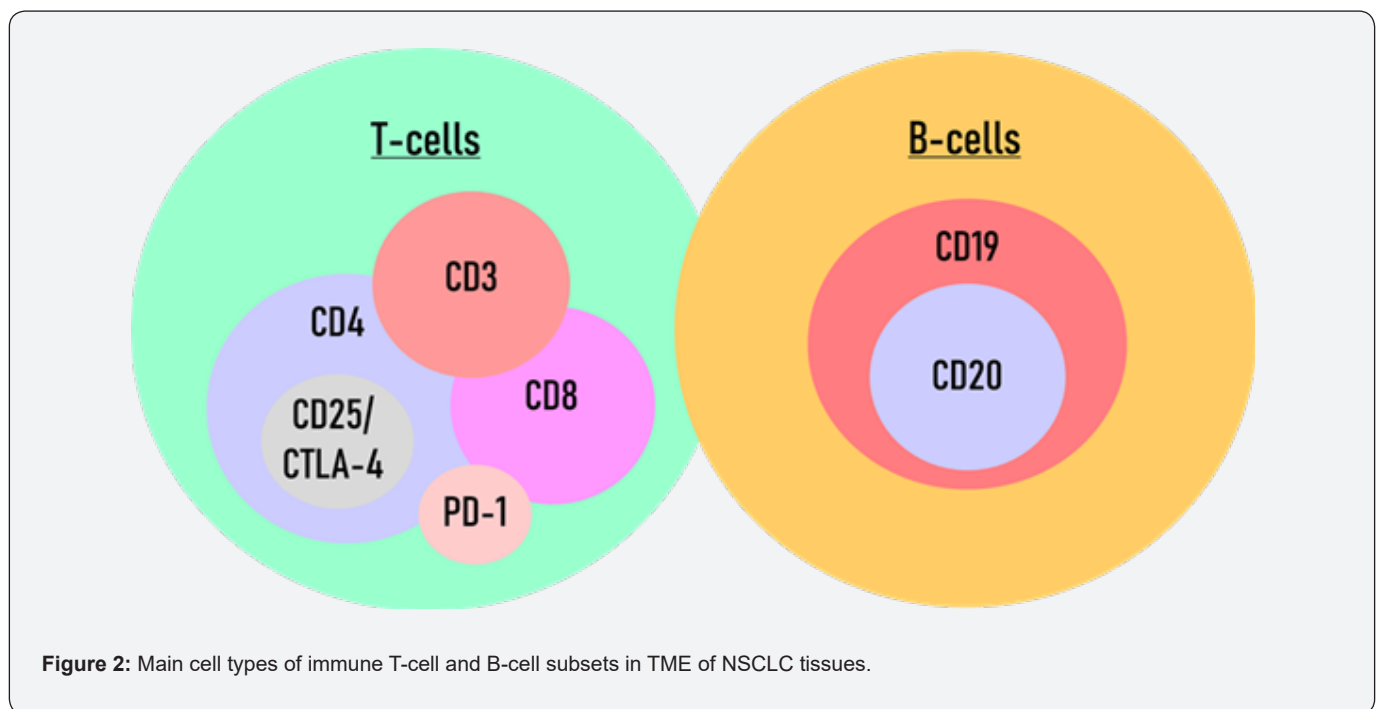 T-cells
B-cells
CD3
CD19
CD4
CD20
CD8
CD25/
CTLA-4
PD-1
Figure 2: Main cell types of immune T-cell and B-cell subsets in TME of NSCLC tissues.